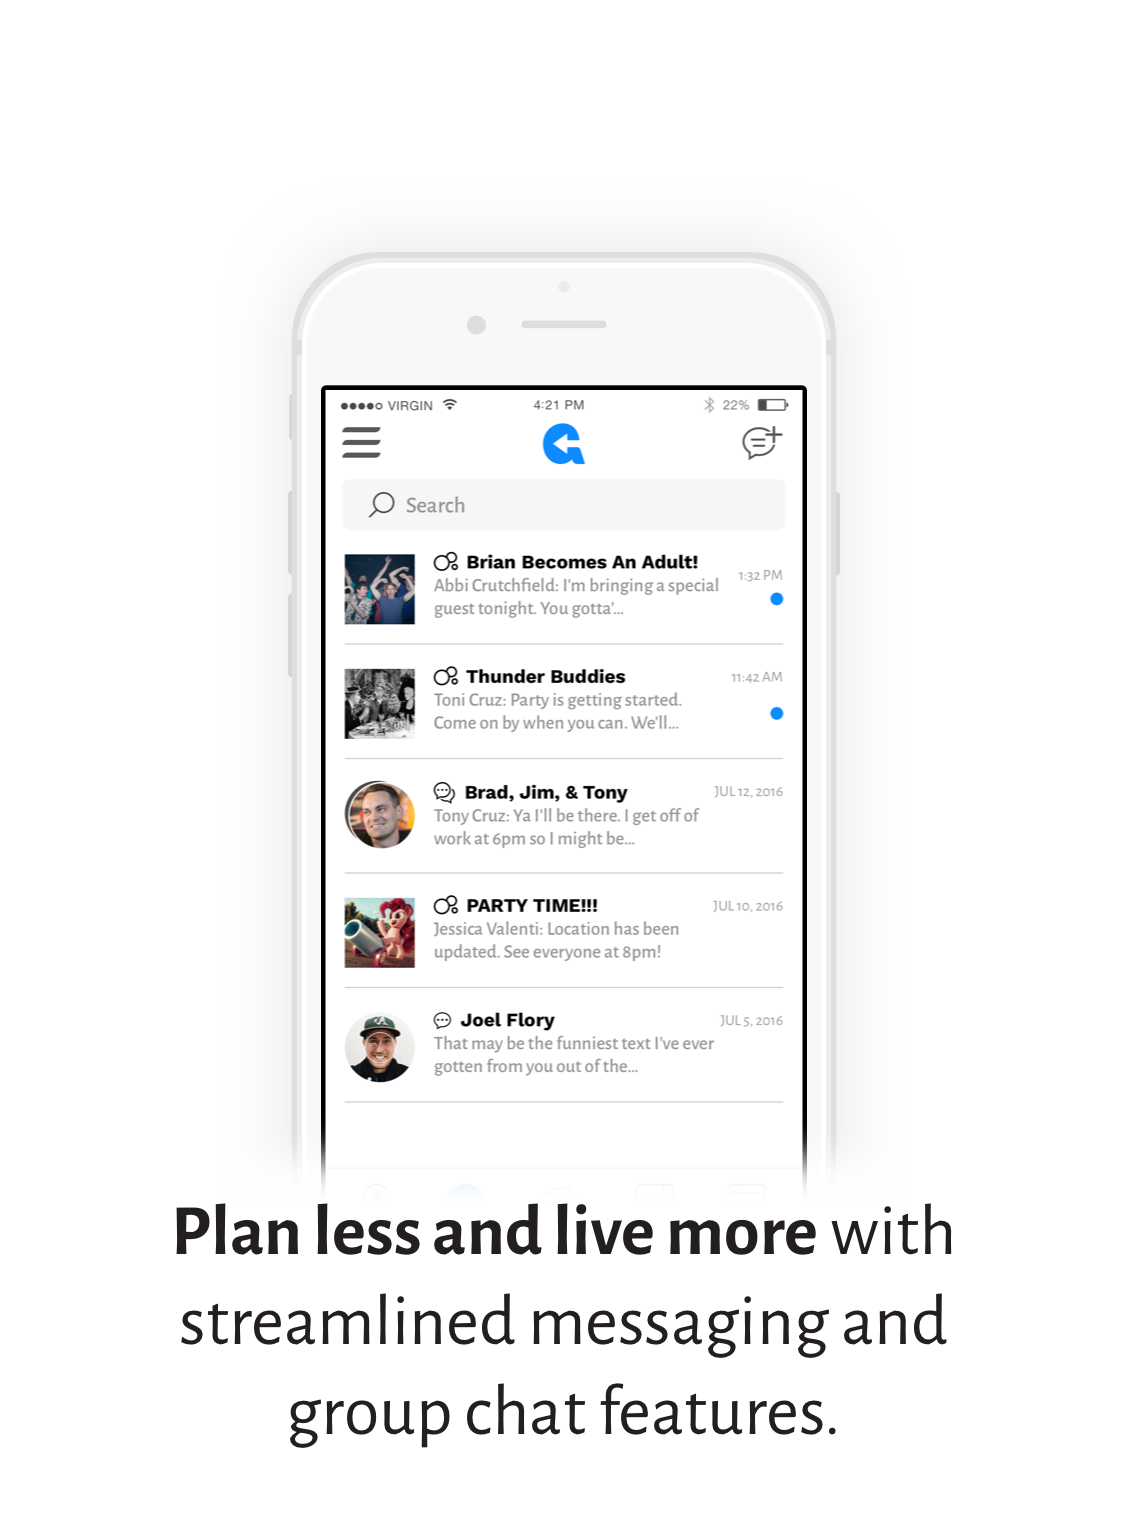 VIRGIN 4:21 PM 22%
Search
Brian Becomes An Adult!
Abbi Crutchfield: I'm bringing a special
1:32 PM
guest tonight. You gotta'...
Thunder Buddies 11:42 AM
Toni Cruz: Party is getting started.
Come on by when you can. We'll...
Brad, Jim, & Tony JUL 12, 2016
Tony Cruz: Ya I'll be there. I get off of
work at 6pm so I might be...
PARTY TIME!!! JUL 10, 2016
Jessica Valenti: Location has been
updated. See everyone at 8pm!
Joel Flory JUL 5, 2016
That may be the funniest text I've ever
gotten from you out of the...
Plan less and live more with
streamlined messaging and
group chat features.